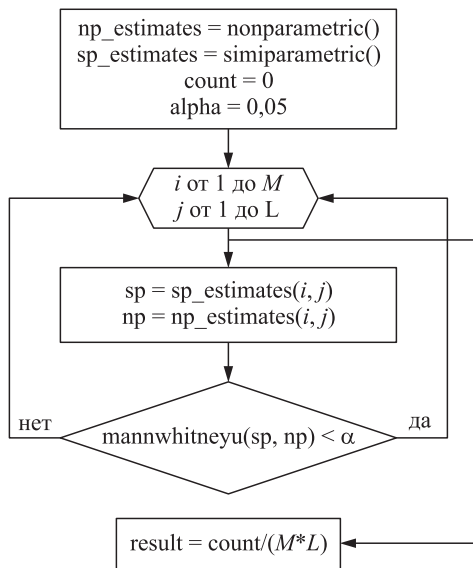 np_estimates = nonparametric()
sp_estimates = simiparametric()
count = 0
alpha = 0,05
i от 1 до M
j от 1 до L
sp = sp_estimates(i, j)
np = np_estimates(i, j)
нет
mannwhitneyu(sp, np) < α
да
result = count/(M*L)